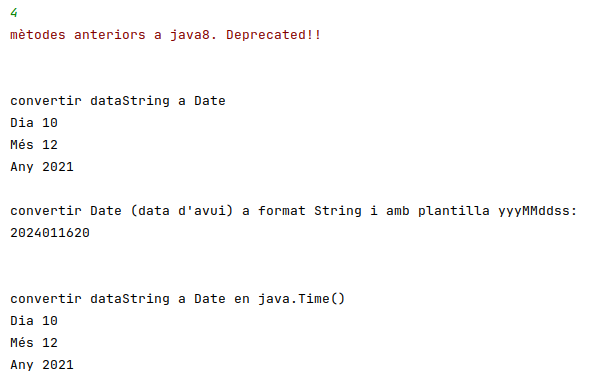 4
mètodes anteriors a java8. Deprecated!!
convertir dataString a Date
Dia 10
Més 12
Any 2021
convertir Date (data d'avui) a format String i amb plantilla yyyMMddss:
2024011620
convertir dataString a Date en java.Time()
Dia 10
Més 12
Any 2021